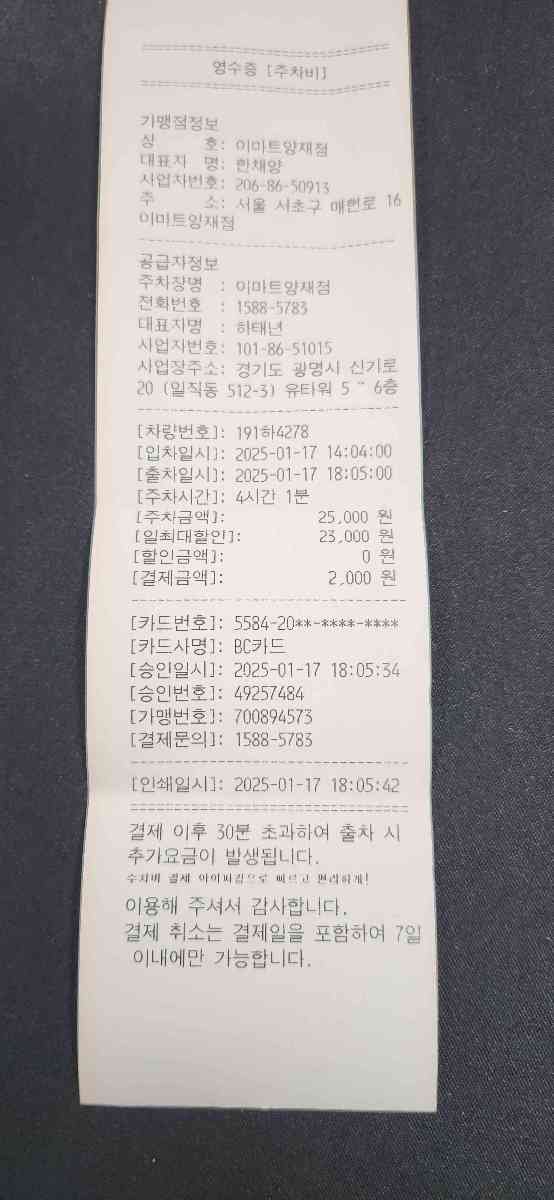 영수증 [주차비]
가맹점정보
상 호: 이마트양재점
대표자 명: 한채양
사업자번호: 206-86-50913
주 소: 서울 서초구 매헌로 16
이마트양재점
공급자정보
주차장명 : 이마트양재점
전화번호 : 1588-5783
대표자명 : 하태년
사업자번호: 101-86-51015
사업장주소: 경기도 광명시 신기로
20 (일직동 512-3) 유타워 5 ~ 6층
[차량번호]: 191하4278
[입차일시]: 2025-01-17 14:04:00
[출차일시]: 2025-01-17 18:05:00
[주차시간]: 4시간 1분
[주차금액]: 25,000 원
[일최대할인]: 23,000 원
[할인금액]: 0 원
[결제금액]: 2,000 원
[카드번호]: 5584-20**-****-****
[카드사명]: BC카드
[승인일시]: 2025-01-17 18:05:34
[승인번호]: 49257484
[가맹번호]: 700894573
[결제문의]: 1588-5783
[인쇄일시]: 2025-01-17 18:05:42
결제 이후 30분 초과하여 출차 시
추가요금이 발생됩니다.
주차비 결제 아이파킹으로 빠르고 편리하게!
이용해 주셔서 감사합니다.
결제 취소는 결제일을 포함하여 7일
이내에만 가능합니다.